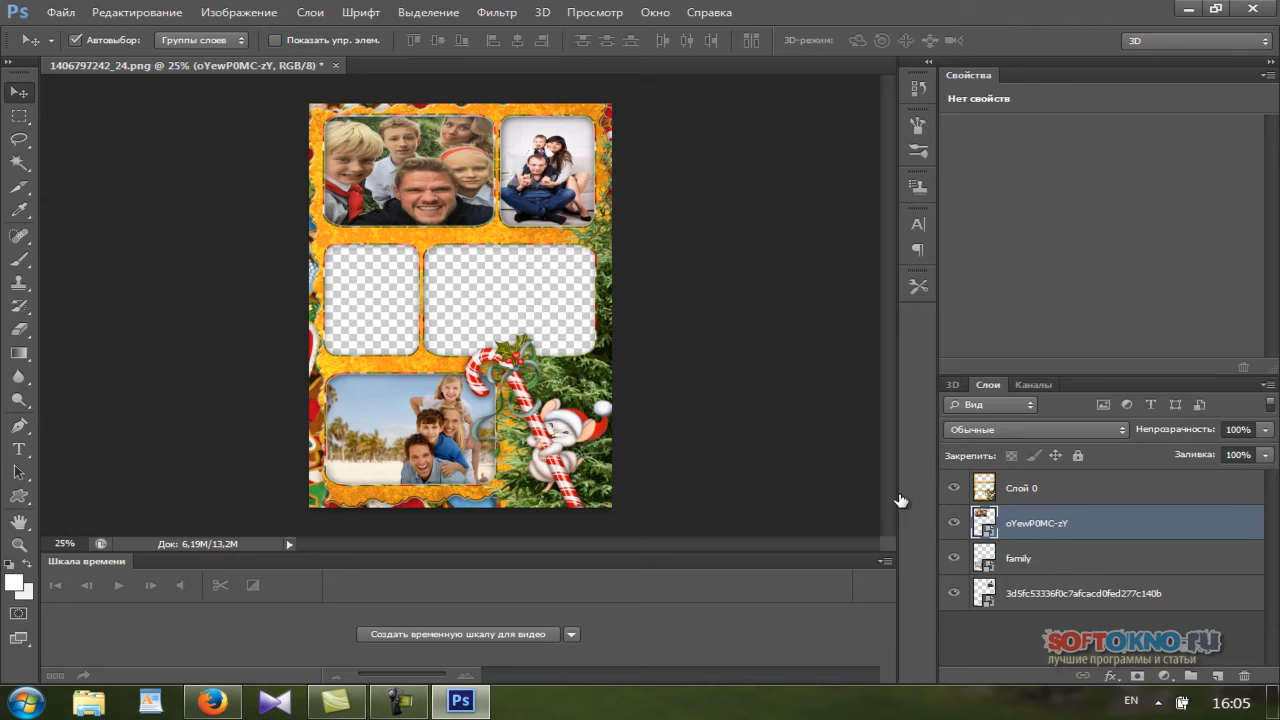 Ps Файл Редактирование Изображение Слои Шрифт Выделение Фильтр 3D Просмотр Окно Справка
Автовыбор: Группы слоев Показать упр. элем. 3D-режим: 3D
1406797242_24.png @ 25% (oYewP0MC-zY, RGB/8) * ×
Свойства
Нет свойств
3D Слои Каналы
Вид
Обычные Непрозрачность: 100%
Закрепить: Заливка: 100%
Слой 0
oYewP0MC-zY
family
3d5fc53336f0c7afcacd0fed277c140b
25% Док: 6,19M/13,2M
Шкала времени
Создать временную шкалу для видео
SOFTOKNO.RU
лучшие программы и статьи
Ps
EN 16:05